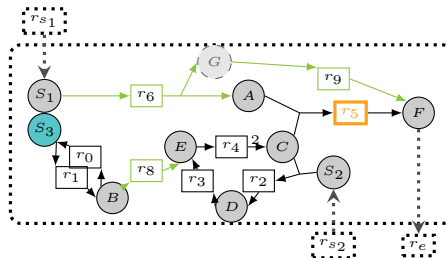 r_{s_1}
G
S_1
r_6
A
r_9
r_5
F
S_3
r_0
r_1
E
r_4
2
C
r_8
r_3
r_2
S_2
B
D
r_{s_2}
r_e